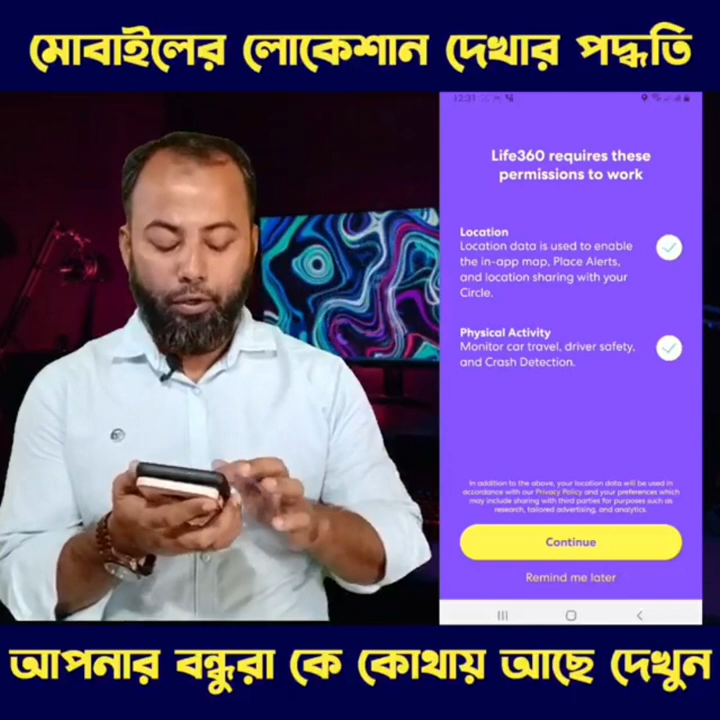 মোবাইলের লোকেশান দেখার পদ্ধতি
12:31
Life360 requires these
permissions to work
Location
Location data is used to enable
the in-app map, Place Alerts,
and location sharing with your
Circle.
Physical Activity
Monitor car travel, driver safety,
and Crash Detection.
In addition to the above, your location data will be used in
accordance with our Privacy Policy and your preferences which
may include sharing with third parties for purposes such as
research, tailored advertising, and analytics.
Continue
Remind me later
আপনার বন্ধুরা কে কোথায় আছে দেখুন